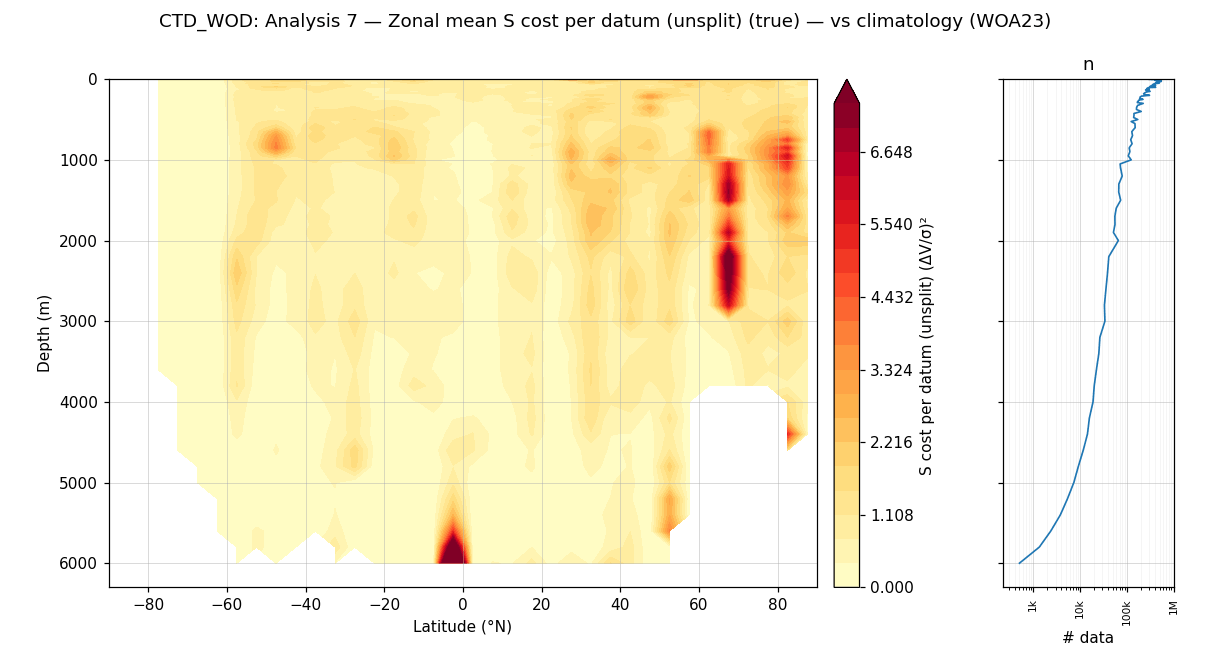 CTD_WOD: Analysis 7 — Zonal mean S cost per datum (unsplit) (true) — vs climatology (WOA23)
n
0
1000
2000
3000
4000
5000
6000
Depth (m)
−80
−60
−40
−20
0
20
40
60
80
Latitude (°N)
6.648
5.540
4.432
3.324
2.216
1.108
0.000
S cost per datum (unsplit) (ΔV/σ)²
1k
10k
100k
1M
# data